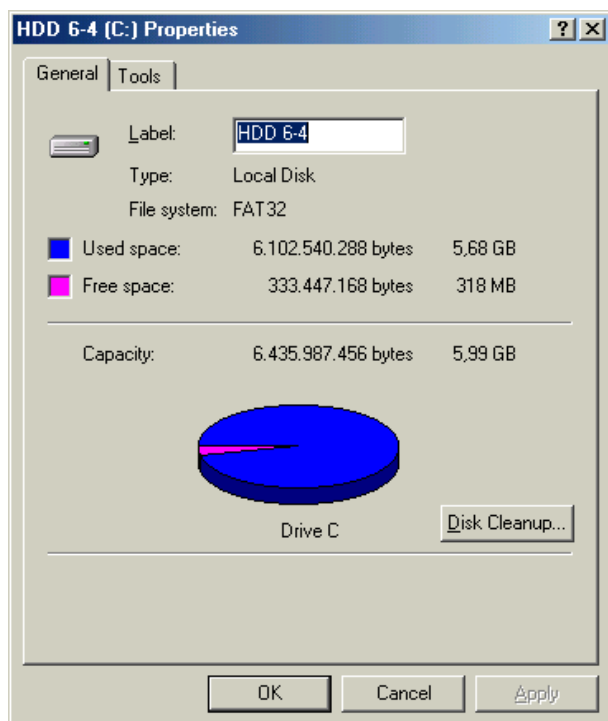 HDD 6-4 (C:) Properties
General Tools
Label: HDD 6-4
Type: Local Disk
File system: FAT32
Used space: 6.102.540.288 bytes 5,68 GB
Free space: 333.447.168 bytes 318 MB
Capacity: 6.435.987.456 bytes 5,99 GB
Drive C
Disk Cleanup...
OK Cancel Apply